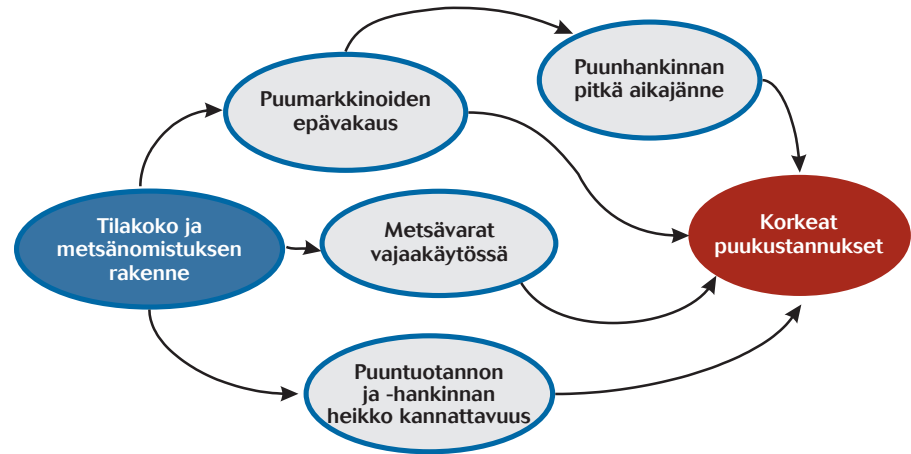 Puunhankinnan
pitkä aikajänne
Puumarkkinoiden
epävakaus
Tilakoko ja
metsänomistuksen
rakenne
Metsävarat
vajaakäytössä
Korkeat
puukustannukset
Puuntuotannon
ja -hankinnan
heikko kannattavuus